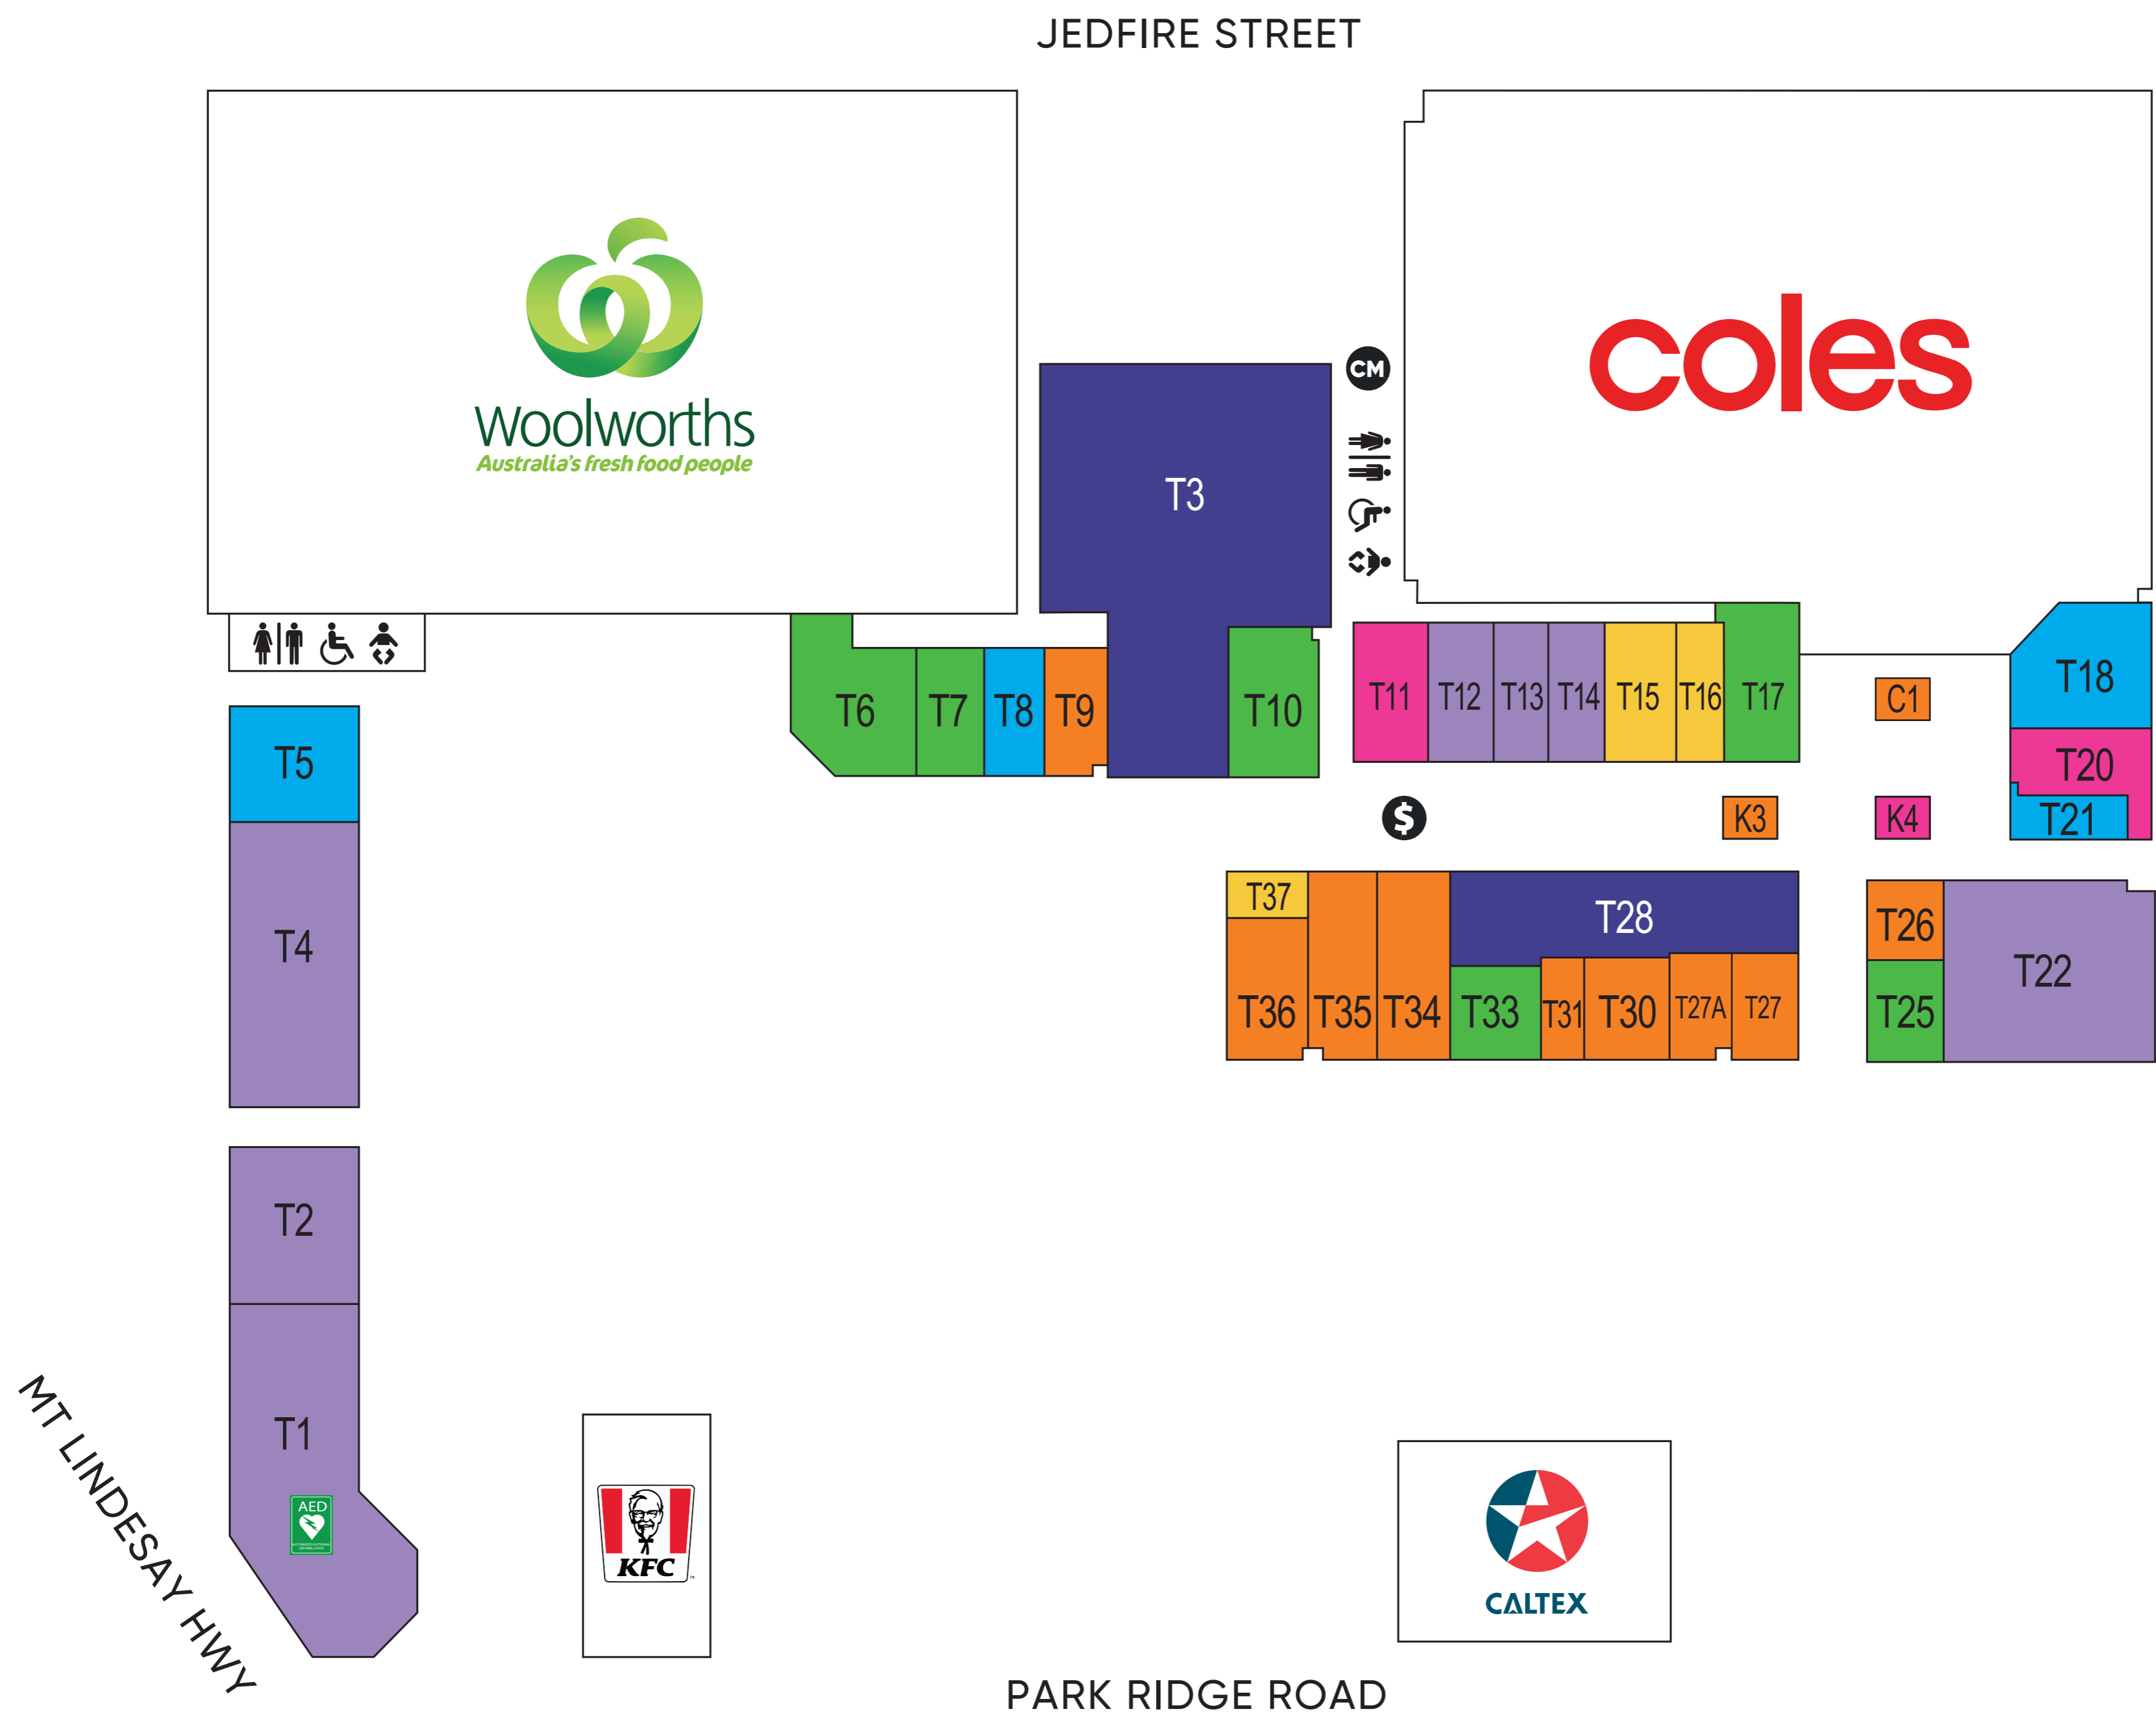 JEDFIRE STREET
Woolworths
Australia's fresh food people
coles
CM
T3
T6
T7
T8
T9
T10
T11
T12
T13
T14
T15
T16
T17
C1
T18
T20
T21
K3
K4
$
T5
T4
T37
T36
T35
T34
T28
T33
T31
T30
T27A
T27
T26
T25
T22
T2
T1
AED
MT LINDESAY HWY
KFC
CALTEX
PARK RIDGE ROAD